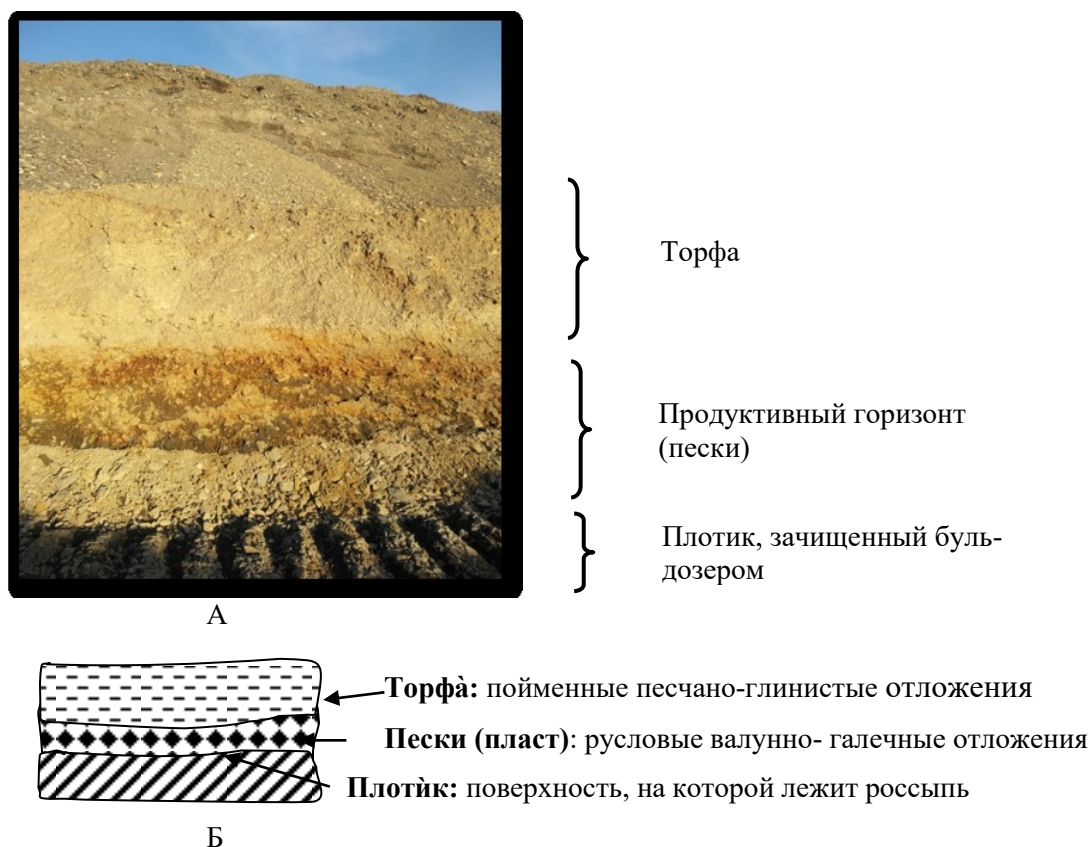 Торфа
Продуктивный горизонт
(пески)
Плотик, зачищенный буль-
дозером
А
Торфà: пойменные песчано-глинистые отложения
Пески (пласт): русловые валунно- галечные отложения
Плотѝк: поверхность, на которой лежит россыпь
Б